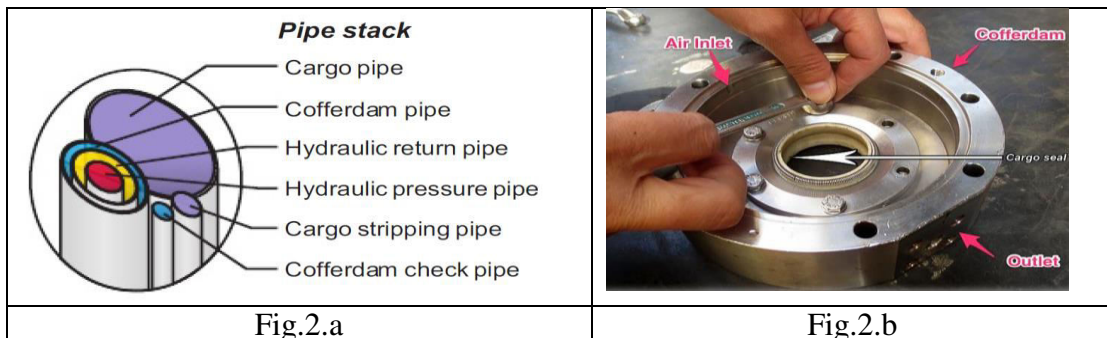 Pipe stack
Cargo pipe
Cofferdam pipe
Hydraulic return pipe
Hydraulic pressure pipe
Cargo stripping pipe
Cofferdam check pipe
Fig.2.a
Air Inlet
Cofferdam
Cargo seal
Outlet
Fig.2.b